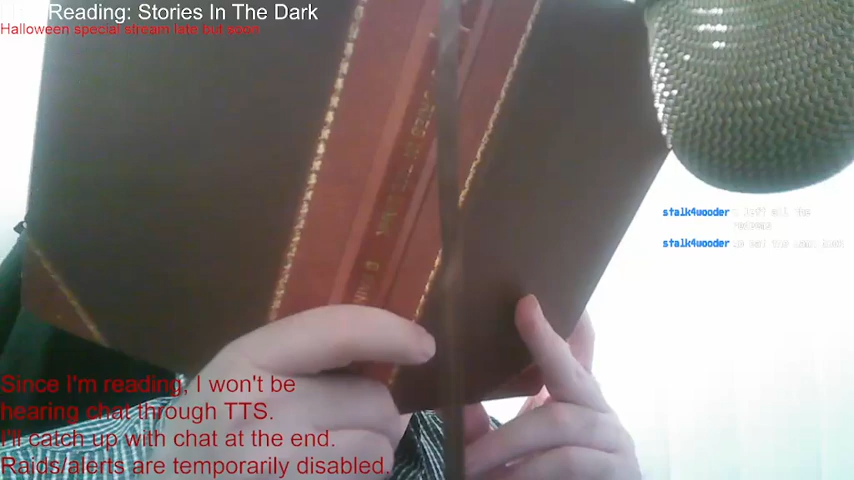 Reading: Stories In The Dark
Halloween special stream late but soon
stalk4wooder
stalk4wooder
Since I'm reading, I won't be
hearing chat through TTS.
I'll catch up with chat at the end.
Raids/alerts are temporarily disabled.